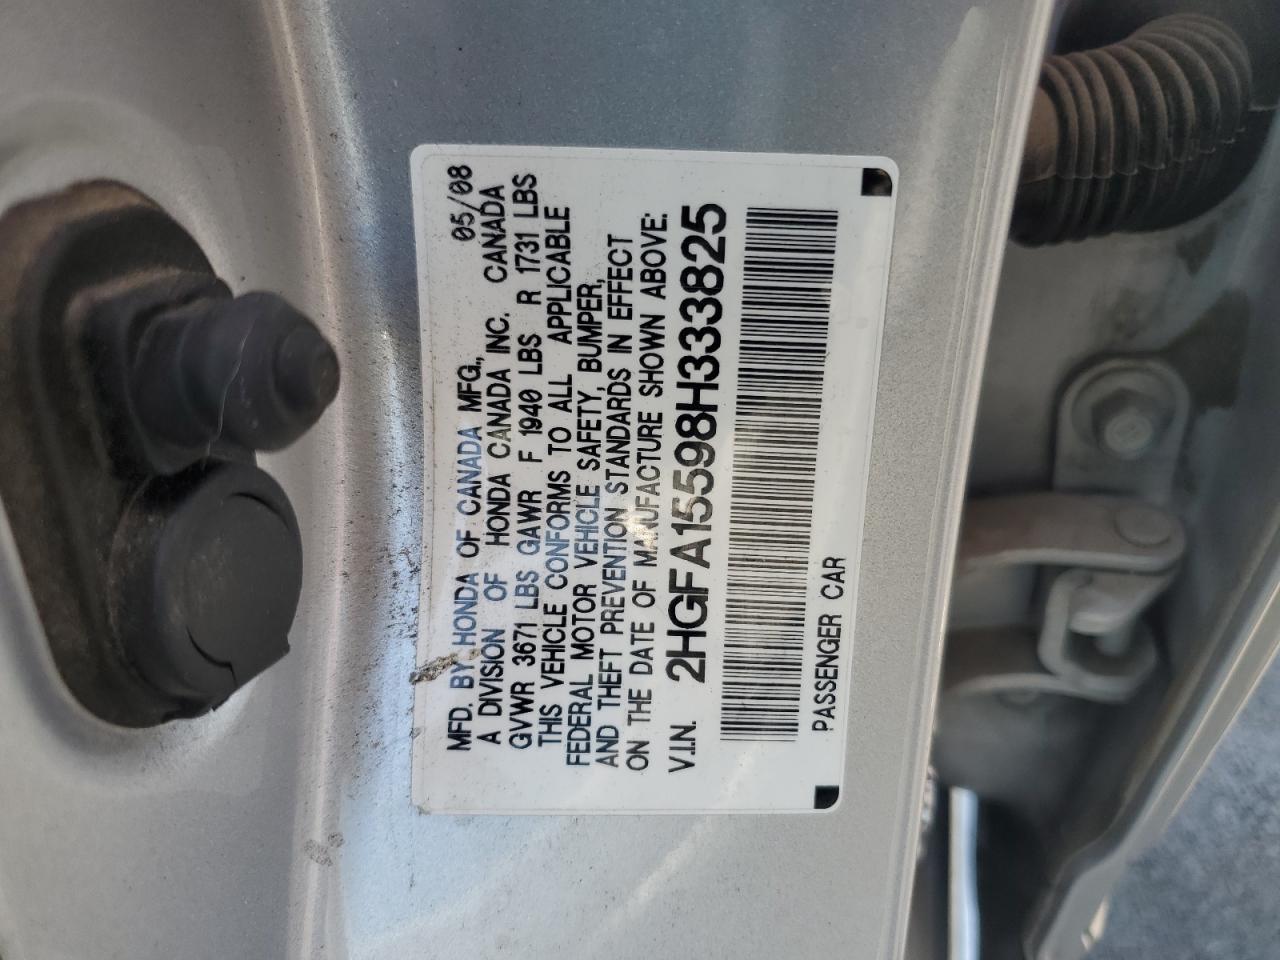 MFD. BY HONDA OF CANADA MFG., 05/08
A DIVISION OF HONDA CANADA INC. CANADA
GVWR 3671 LBS GAWR F 1940 LBS R 1731 LBS
THIS VEHICLE CONFORMS TO ALL APPLICABLE
FEDERAL MOTOR VEHICLE SAFETY, BUMPER,
AND THEFT PREVENTION STANDARDS IN EFFECT
ON THE DATE OF MANUFACTURE SHOWN ABOVE:
V.I.N. 2HGFA15598H333825
PASSENGER CAR